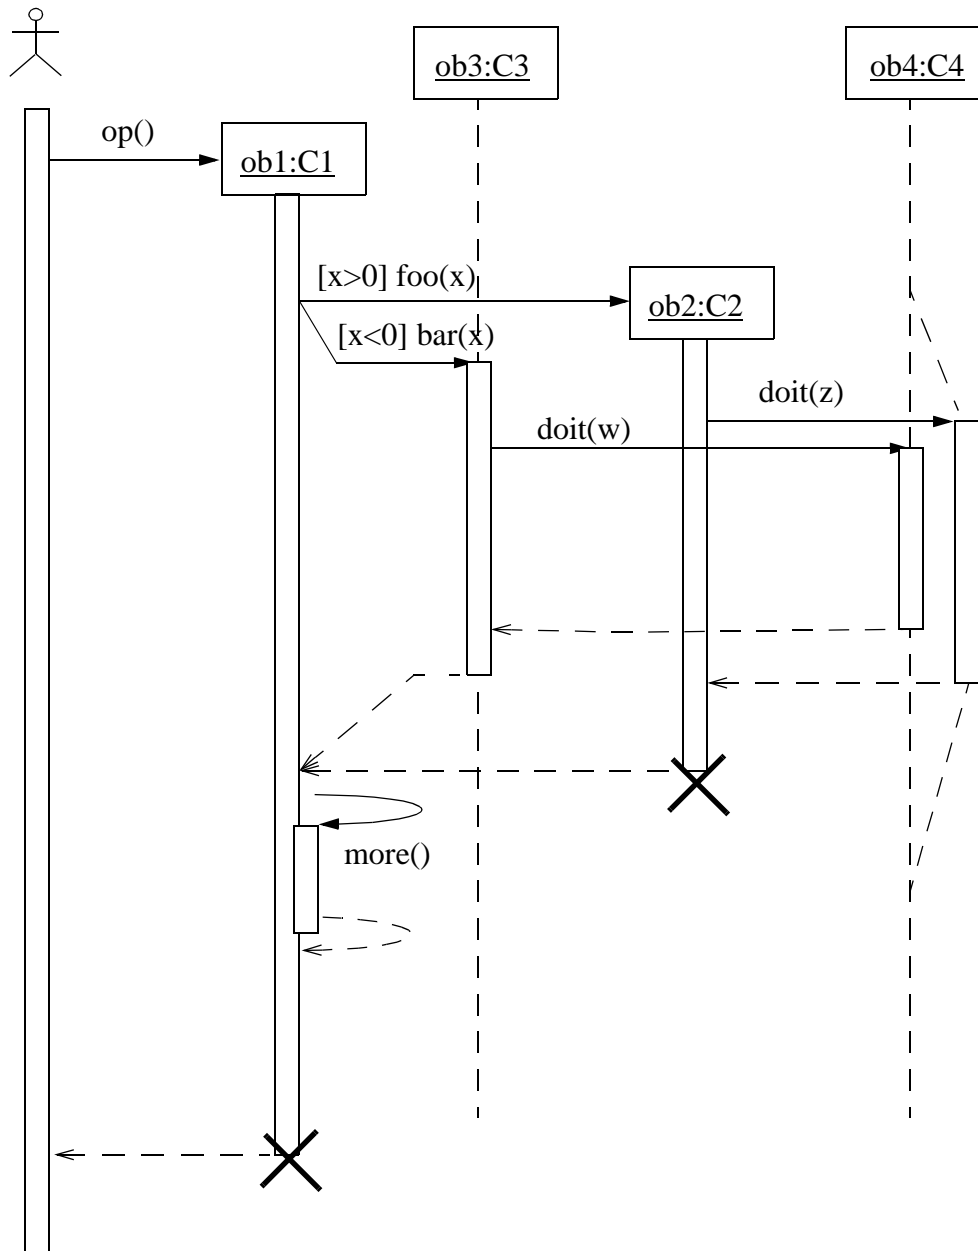 ob3:C3
ob4:C4
op()
ob1:C1
[x>0] foo(x)
ob2:C2
[x<0] bar(x)
doit(z)
doit(w)
more()